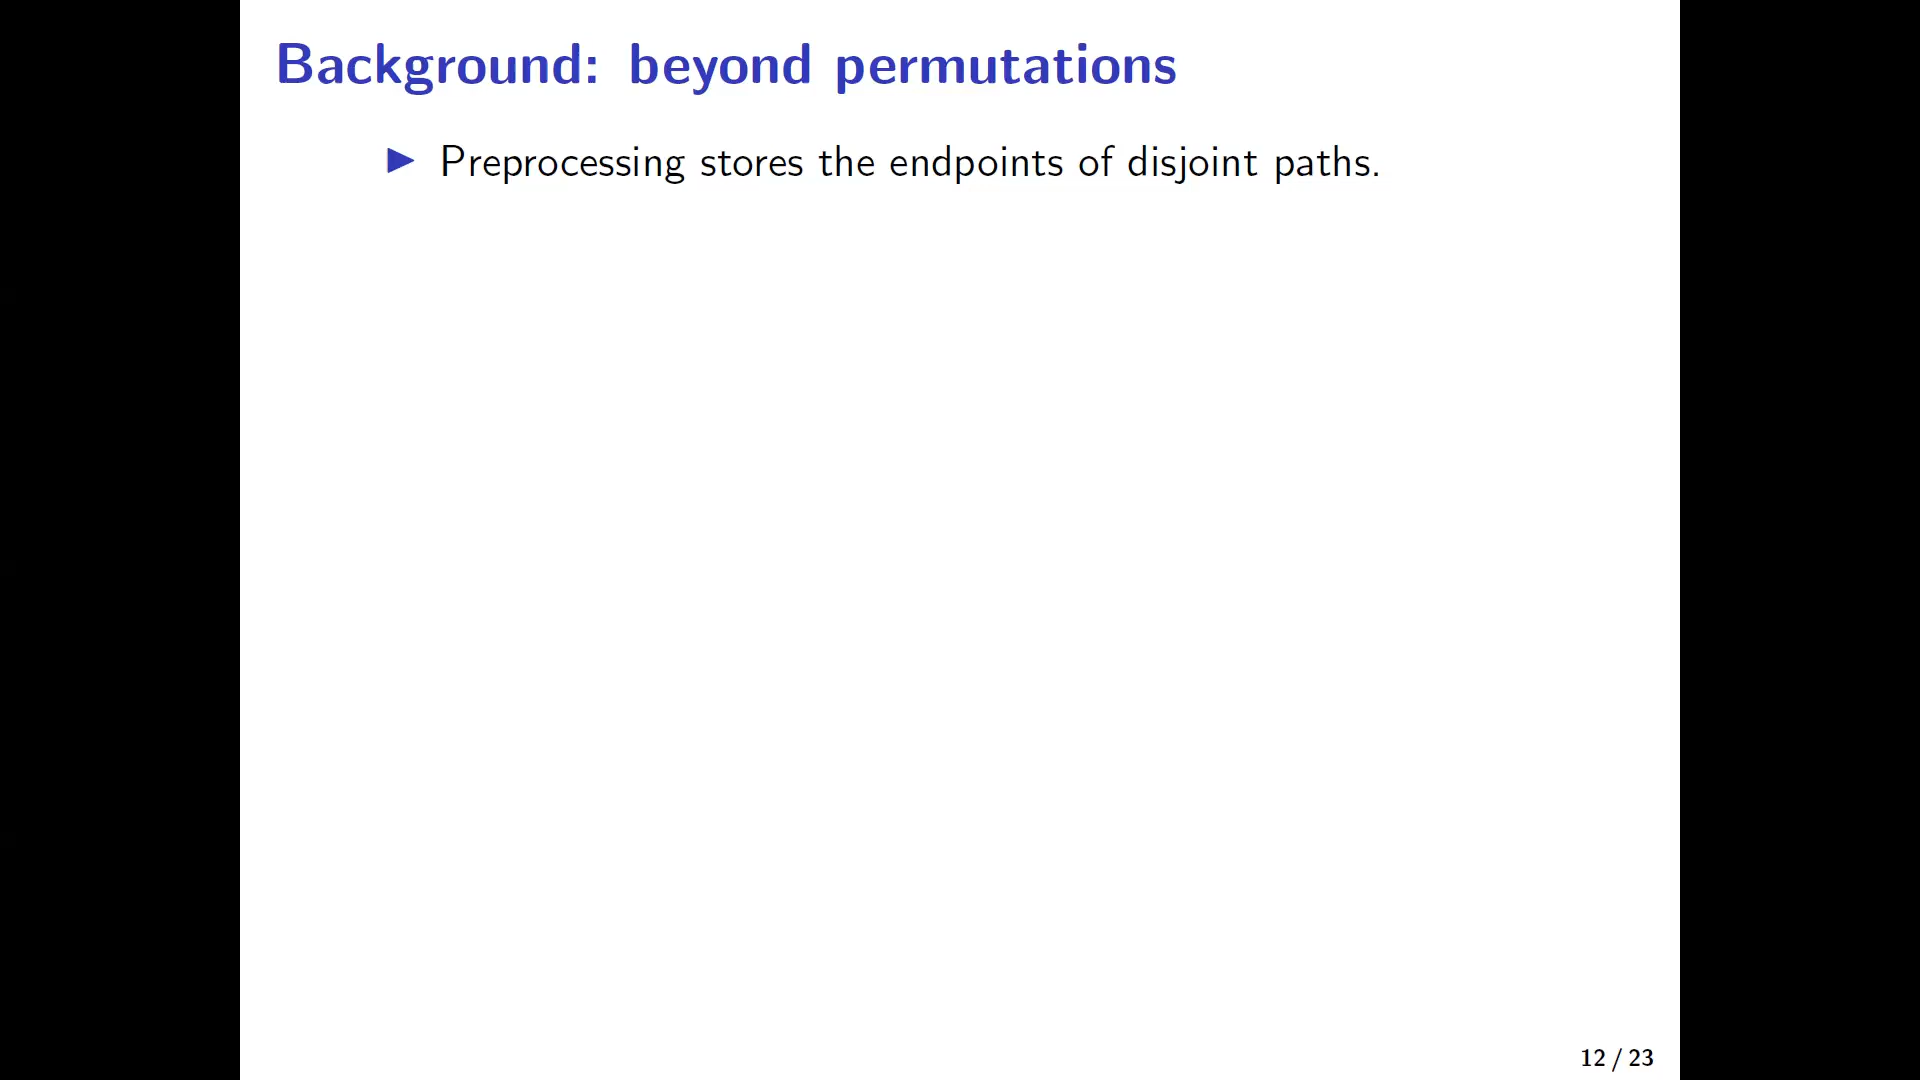 Background: beyond permutations
▶ Preprocessing stores the endpoints of disjoint paths.
12 / 23